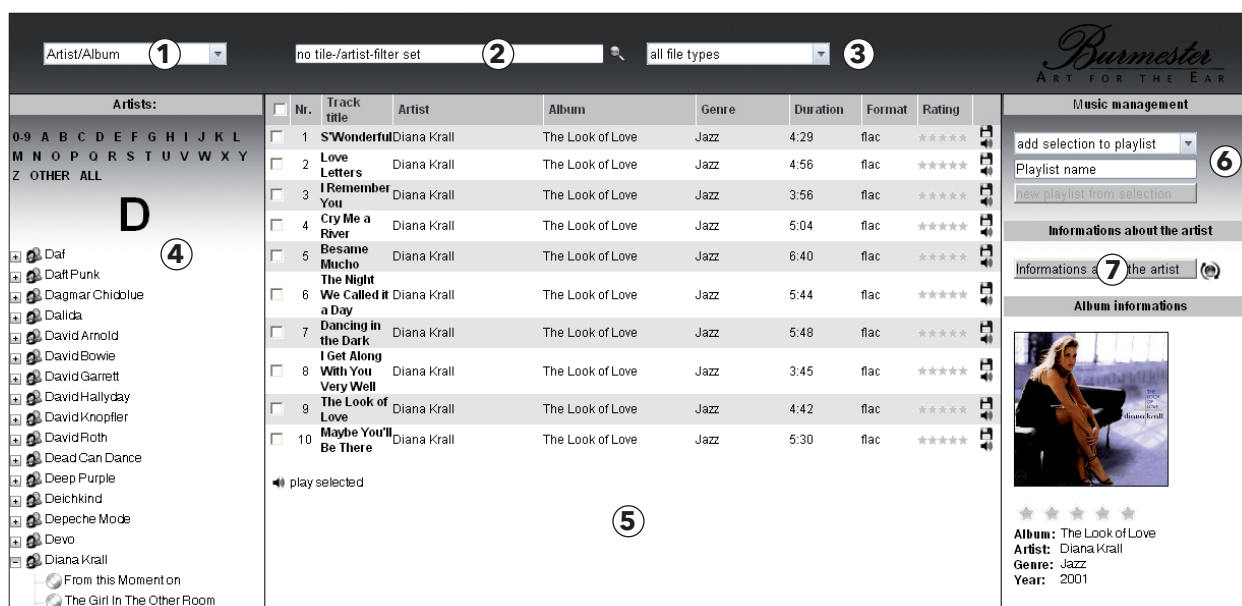 Artist/Album
1
no tile-/artist-filter set
2
all file types
3
Burmester
ART FOR THE EAR
Artists:
0-9 A B C D E F G H I J K L
M N O P Q R S T U V W X Y
Z OTHER ALL
D
4
Daf
Daft Punk
Dagmar Chidolue
Dalida
David Arnold
David Bowie
David Garrett
David Hallyday
David Knopfler
David Roth
Dead Can Dance
Deep Purple
Deichkind
Depeche Mode
Devo
Diana Krall
From this Moment on
The Girl In The Other Room
Nr. Track title Artist Album Genre Duration Format Rating
1 S'Wonderful Diana Krall The Look of Love Jazz 4:29 flac
2 Love Letters Diana Krall The Look of Love Jazz 4:56 flac
3 I Remember You Diana Krall The Look of Love Jazz 3:56 flac
4 Cry Me a River Diana Krall The Look of Love Jazz 5:04 flac
5 Besame Mucho Diana Krall The Look of Love Jazz 6:40 flac
6 The Night We Called it a Day Diana Krall The Look of Love Jazz 5:44 flac
7 Dancing in the Dark Diana Krall The Look of Love Jazz 5:48 flac
8 I Get Along With You Very Well Diana Krall The Look of Love Jazz 3:45 flac
9 The Look of Love Diana Krall The Look of Love Jazz 4:42 flac
10 Maybe You'll Be There Diana Krall The Look of Love Jazz 5:30 flac
play selected
5
Music management
add selection to playlist
Playlist name
new playlist from selection
6
Informations about the artist
Informations a the artist
7
Album informations
THE
LOOK
OF
LOVE
diana krall
Album: The Look of Love
Artist: Diana Krall
Genre: Jazz
Year: 2001